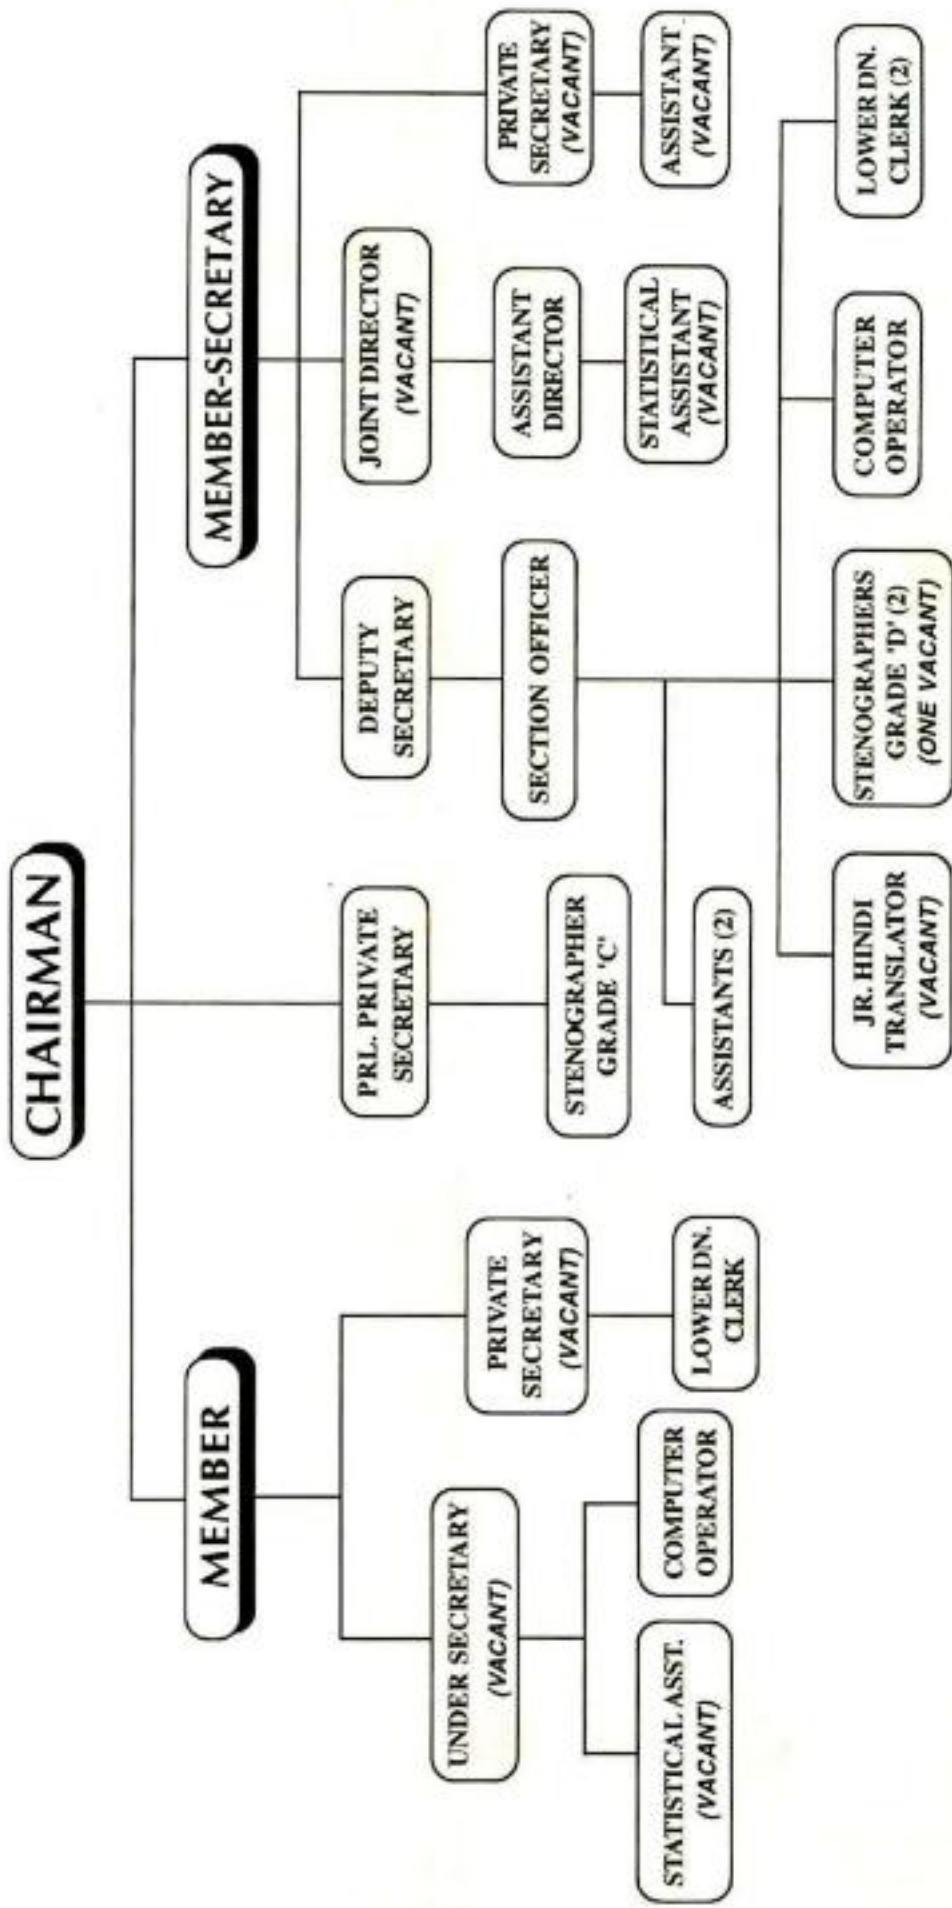 CHAIRMAN
MEMBER
MEMBER-SECRETARY
PRL. PRIVATE
SECRETARY
DEPUTY
SECRETARY
JOINT DIRECTOR
(VACANT)
UNDER SECRETARY
(VACANT)
PRIVATE
SECRETARY
(VACANT)
STENOGRAPHER
GRADE 'C'
SECTION OFFICER
ASSISTANT
DIRECTOR
PRIVATE
SECRETARY
(VACANT)
STATISTICAL ASST.
(VACANT)
COMPUTER
OPERATOR
LOWER DN.
CLERK
ASSISTANTS (2)
STATISTICAL
ASSISTANT
(VACANT)
ASSISTANT
(VACANT)
JR. HINDI
TRANSLATOR
(VACANT)
STENOGRAPHERS
GRADE 'D' (2)
(ONE VACANT)
COMPUTER
OPERATOR
LOWER DN.
CLERK (2)